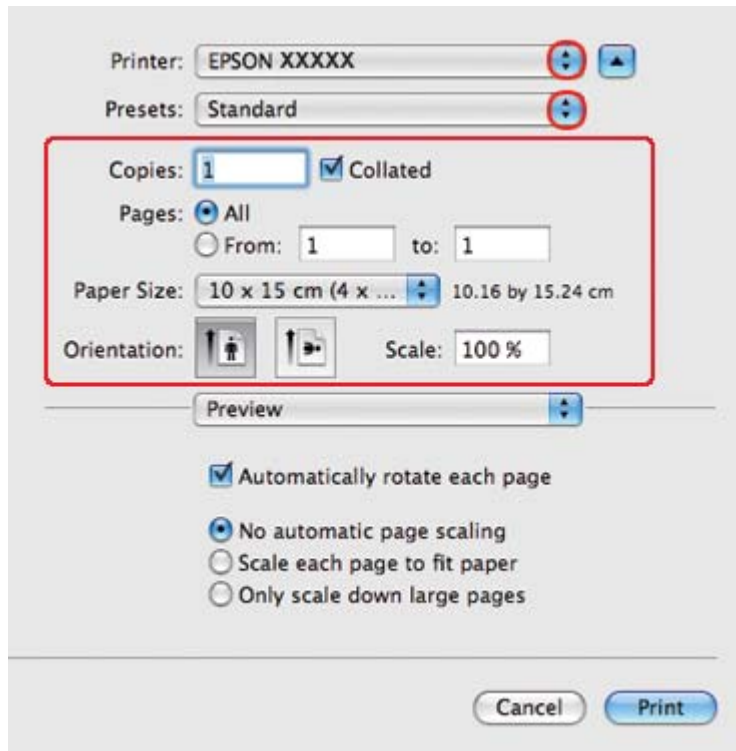 Printer: EPSON XXXXX
Presets: Standard
Copies: 1 Collated
Pages: All
From: 1 to: 1
Paper Size: 10 x 15 cm (4 x ... 10.16 by 15.24 cm
Orientation: Scale: 100 %
Preview
Automatically rotate each page
No automatic page scaling
Scale each page to fit paper
Only scale down large pages
Cancel Print